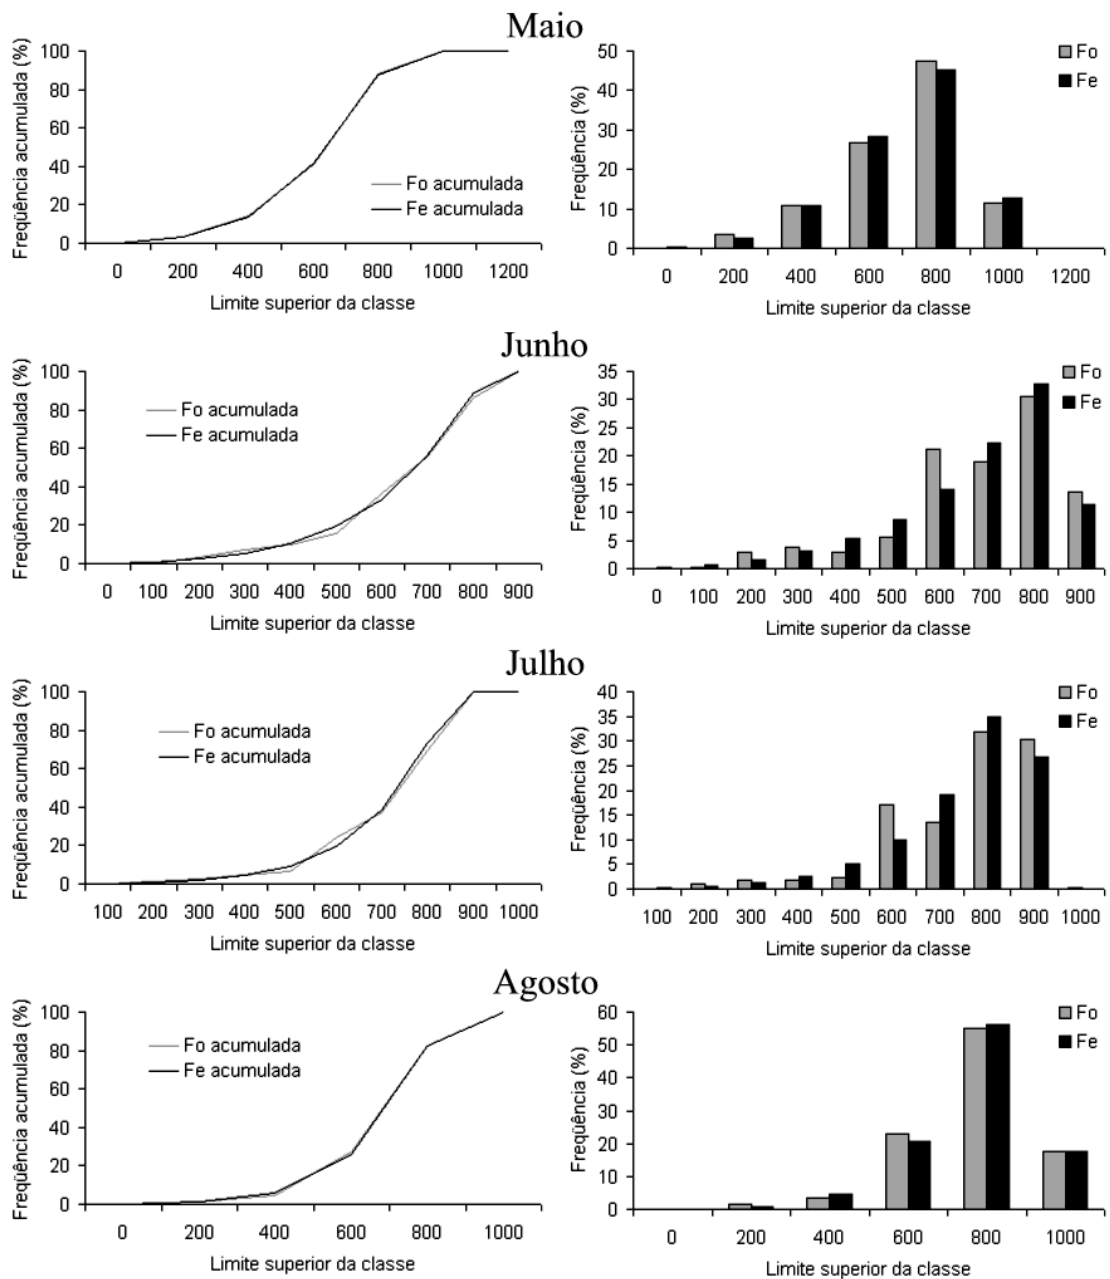 Maio
Freqüência acumulada (%)
100
80
60
40
20
0
Fo acumulada
Fe acumulada
0 200 400 600 800 1000 1200
Limite superior da classe
Freqüência (%)
50
40
30
20
10
0
Fo
Fe
0 200 400 600 800 1000 1200
Limite superior da classe
Junho
Freqüência acumulada (%)
100
80
60
40
20
0
Fo acumulada
Fe acumulada
0 100 200 300 400 500 600 700 800 900
Limite superior da classe
Freqüência (%)
35
30
25
20
15
10
5
0
Fo
Fe
0 100 200 300 400 500 600 700 800 900
Limite superior da classe
Julho
Freqüência acumulada (%)
100
80
60
40
20
0
Fo acumulada
Fe acumulada
100 200 300 400 500 600 700 800 900 1000
Limite superior da classe
Freqüência (%)
40
35
30
25
20
15
10
5
0
Fo
Fe
100 200 300 400 500 600 700 800 900 1000
Limite superior da classe
Agosto
Freqüência acumulada (%)
100
80
60
40
20
0
Fo acumulada
Fe acumulada
0 200 400 600 800 1000
Limite superior da classe
Freqüência (%)
60
50
40
30
20
10
0
Fo
Fe
0 200 400 600 800 1000
Limite superior da classe